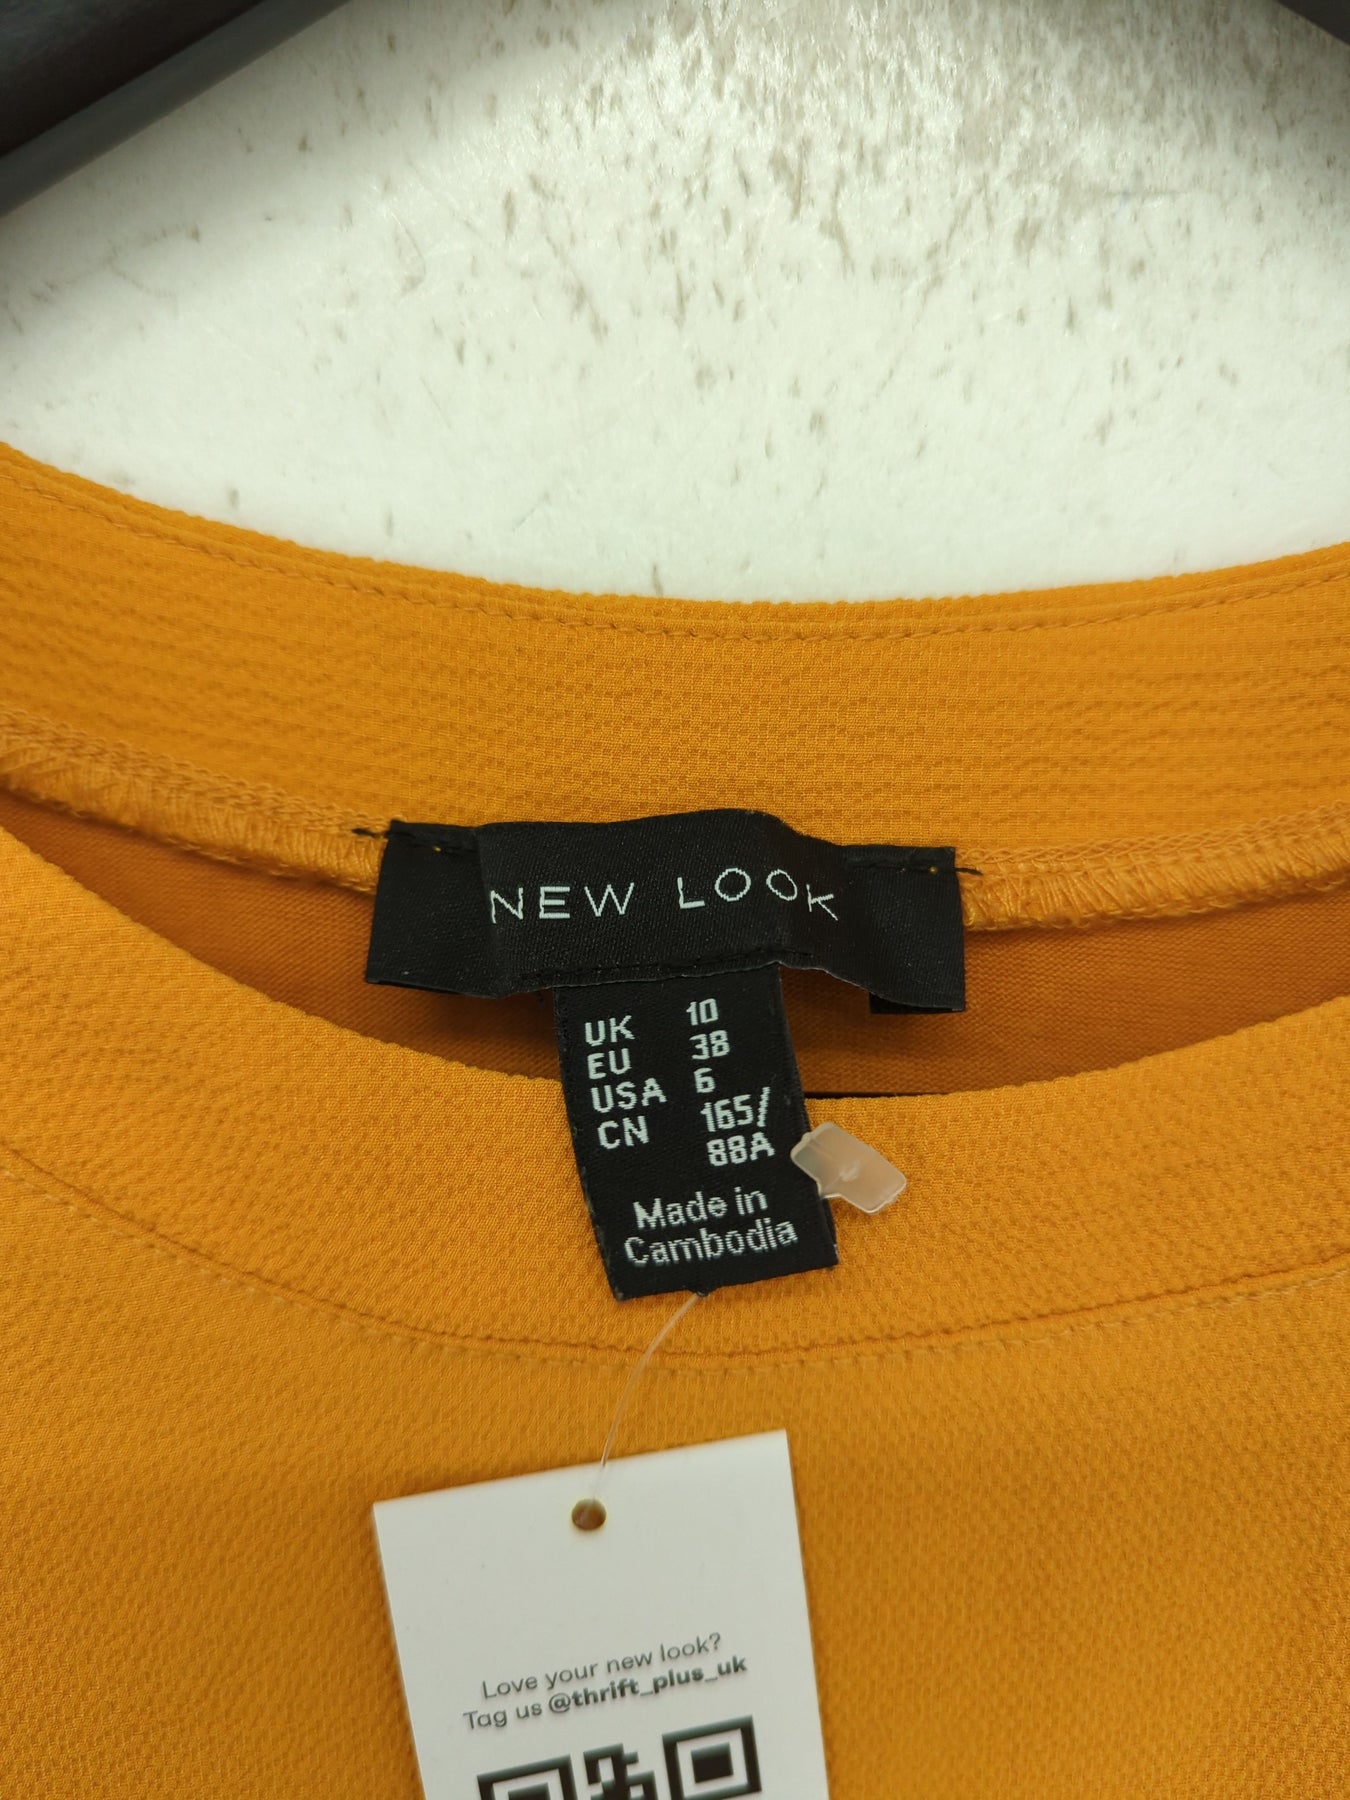 NEW LOOK
UK 10
EU 38
USA 6
CN 165/
88A
Made in
Cambodia
Love your new look?
Tag us @thrift_plus_uk